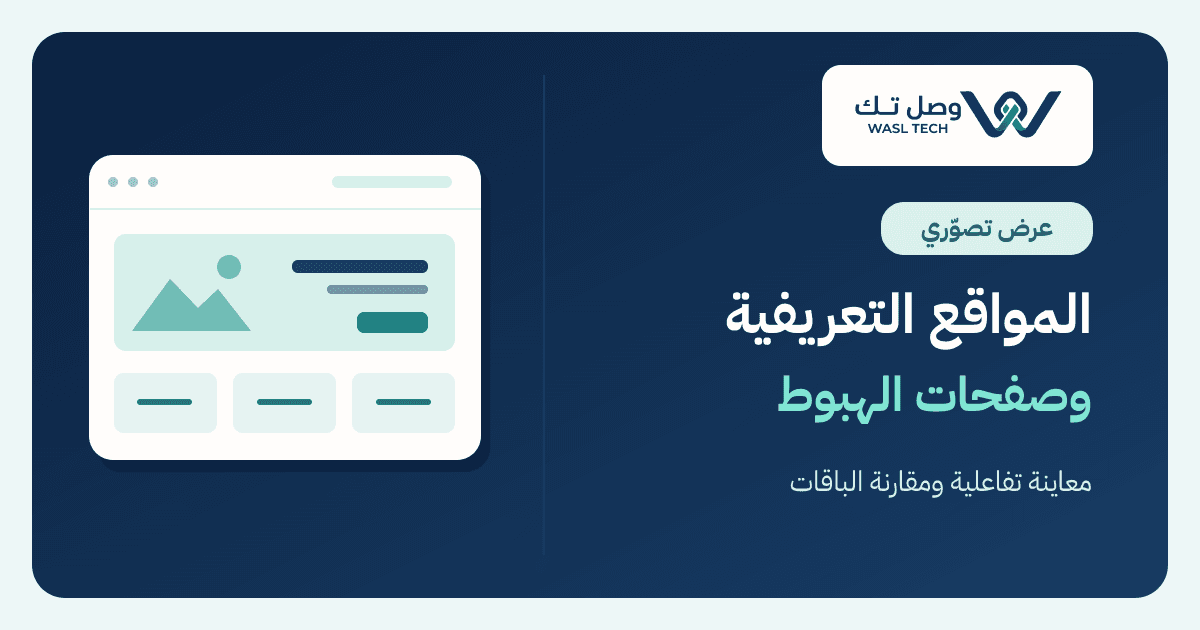 وصل تـك
WASL TECH
عرض تصوّري
المواقع التعريفية
وصفحات الهبوط
معاينة تفاعلية ومقارنة الباقات